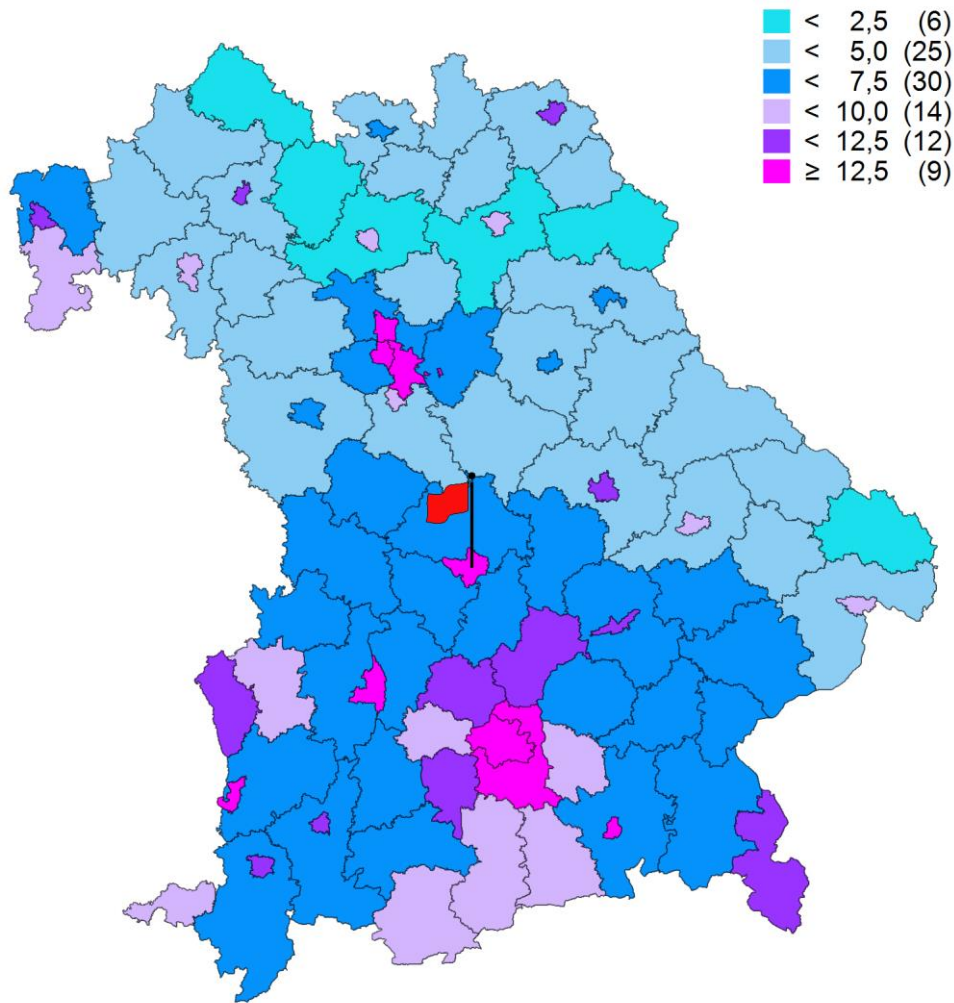 < 2,5 (6)
< 5,0 (25)
< 7,5 (30)
< 10,0 (14)
< 12,5 (12)
≥ 12,5 (9)